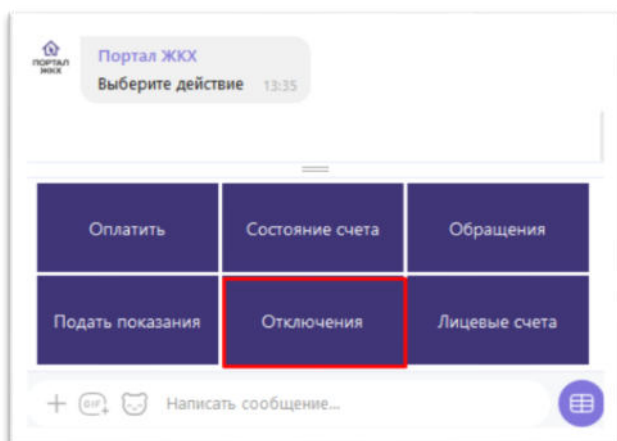 ПОРТАЛ
ЖКХ
Портал ЖКХ
Выберите действие 13:35
Оплатить Состояние счета Обращения
Подать показания Отключения Лицевые счета
GIF Написать сообщение...